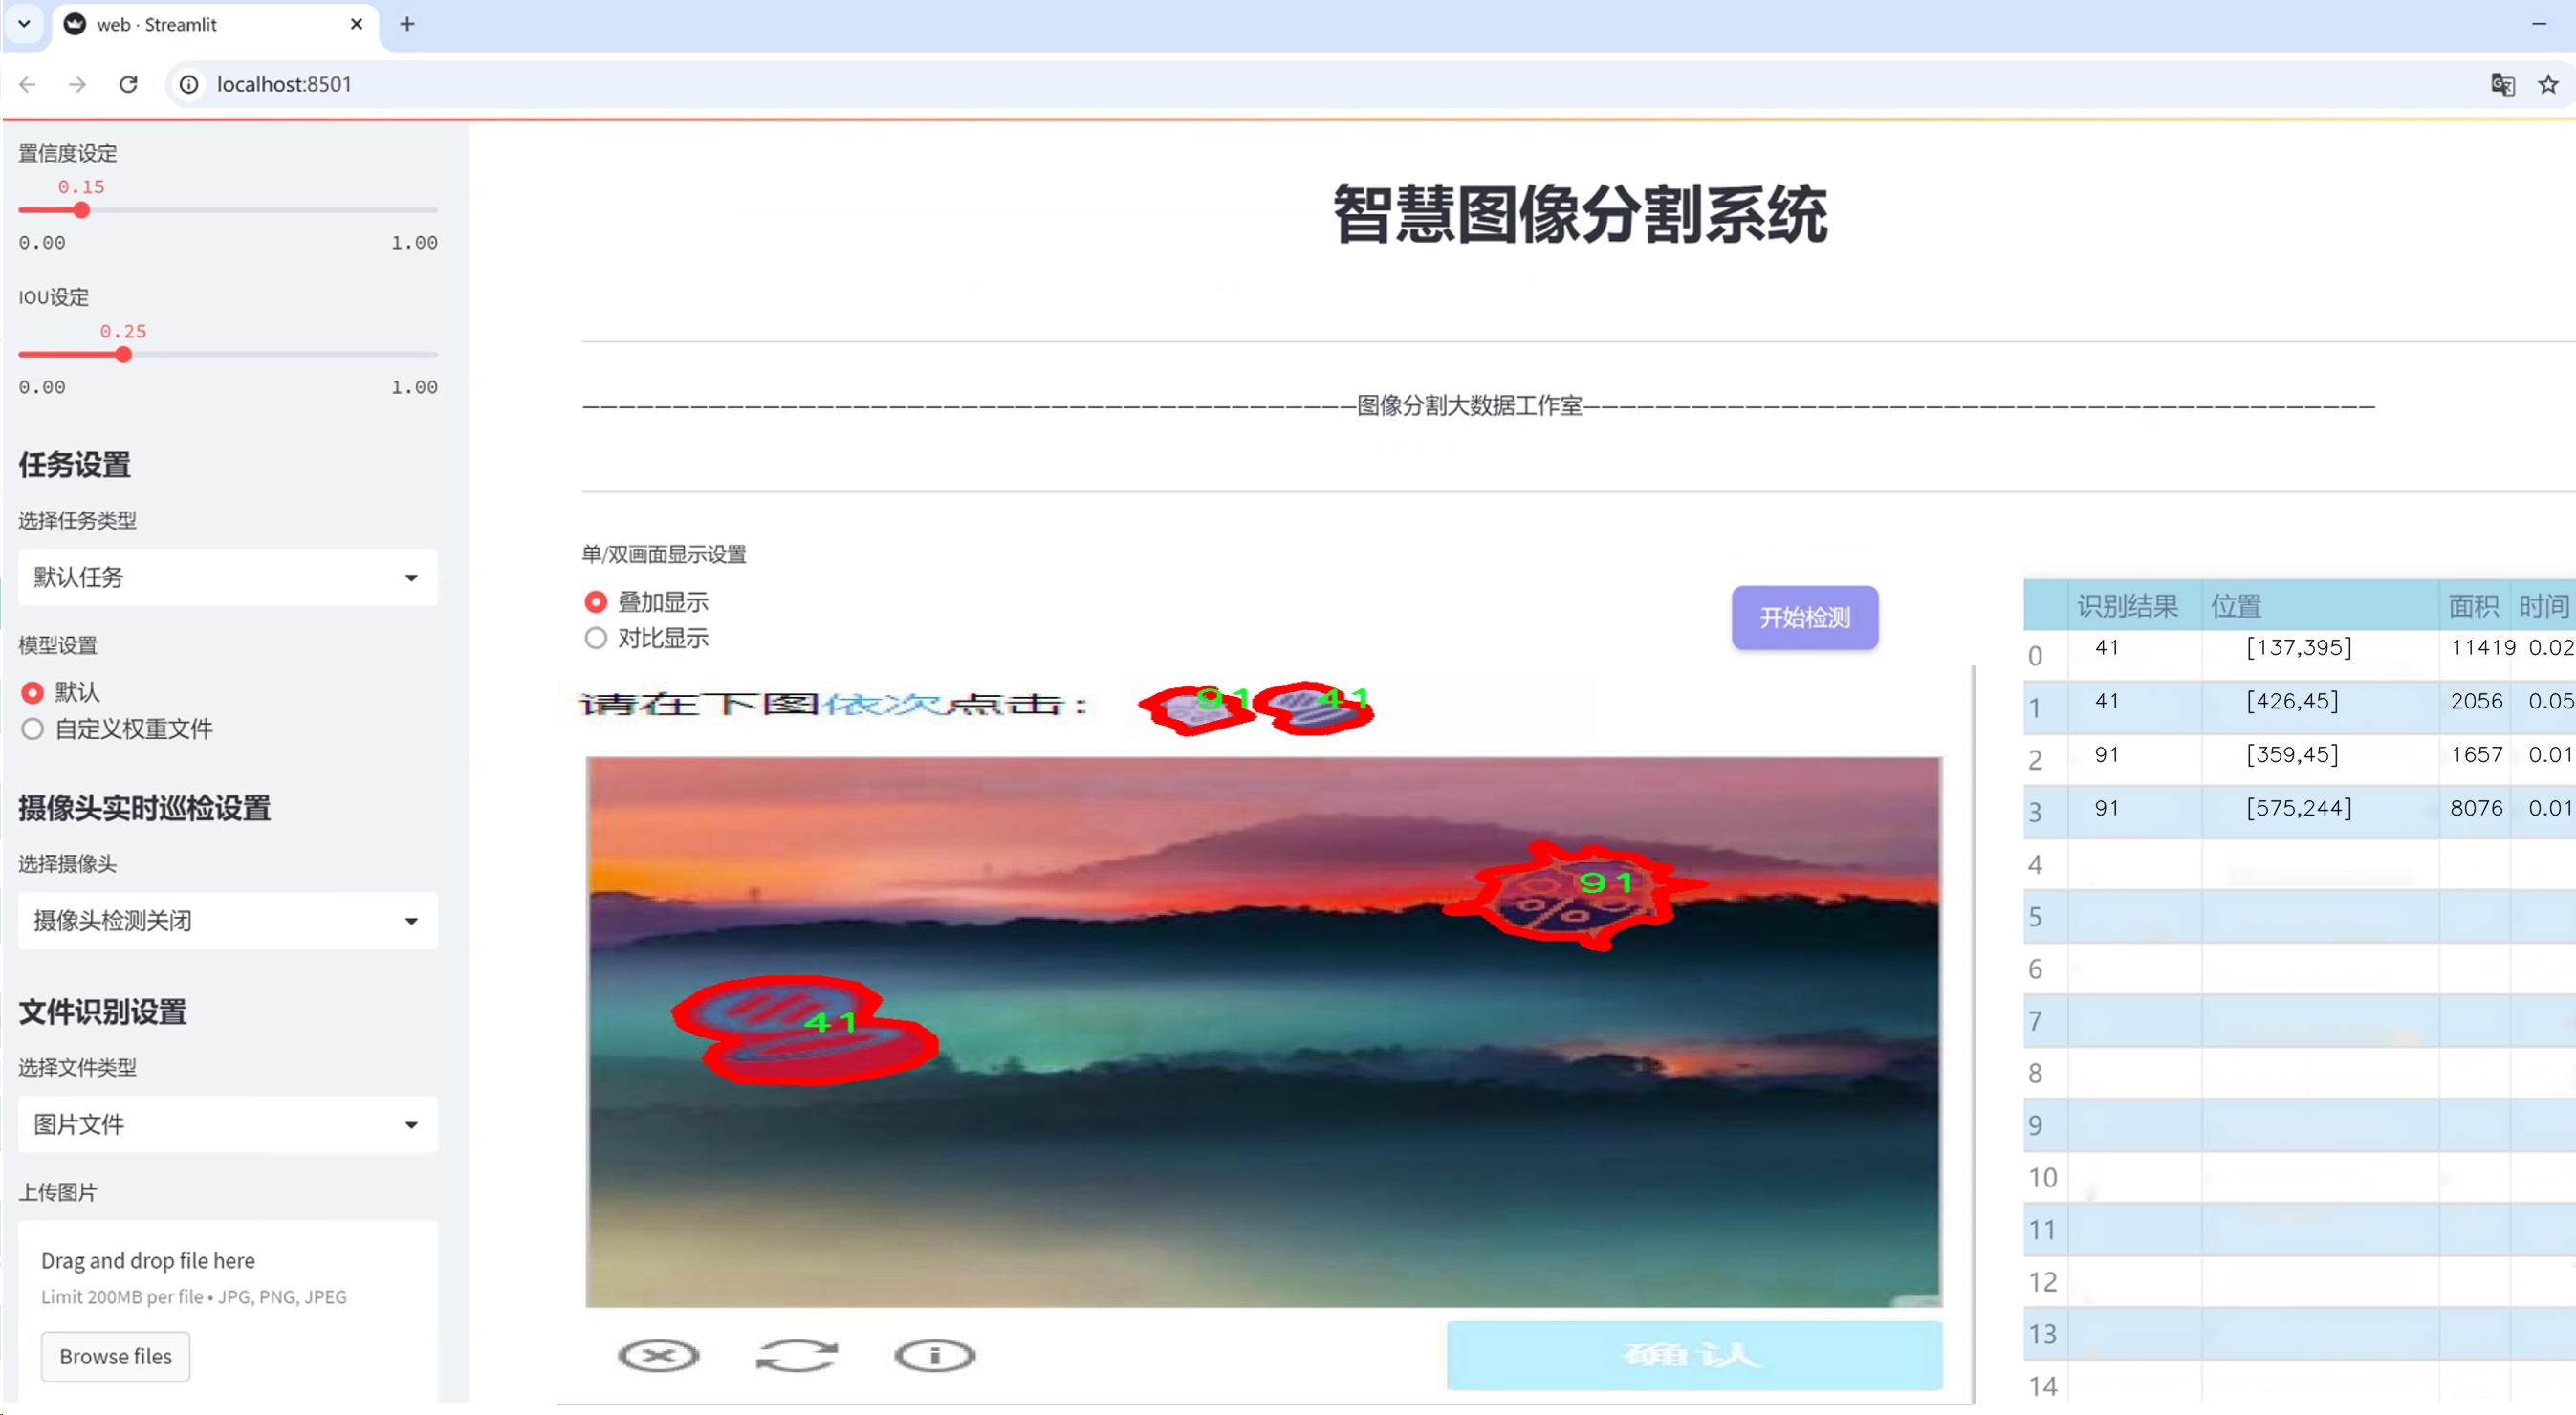 web · Streamlit
localhost:8501
置信度设定
0.15
0.00 1.00
IOU设定
0.25
0.00 1.00
任务设置
选择任务类型
默认任务
模型设置
默认
自定义权重文件
摄像头实时巡检设置
选择摄像头
摄像头检测关闭
文件识别设置
选择文件类型
图片文件
上传图片
Drag and drop file here
Limit 200MB per file • JPG, PNG, JPEG
Browse files
智慧图像分割系统
————————————————————————————————————————————图像分割大数据工作室—————————————————————————————————————————————
单/双画面显示设置
叠加显示
对比显示
开始检测
请在下图依次点击:
91 41
91
41
确认
识别结果 位置 面积 时间
0 41 [137,395] 11419 0.02
1 41 [426,45] 2056 0.05
2 91 [359,45] 1657 0.01
3 91 [575,244] 8076 0.01
4
5
6
7
8
9
10
11
12
13
14